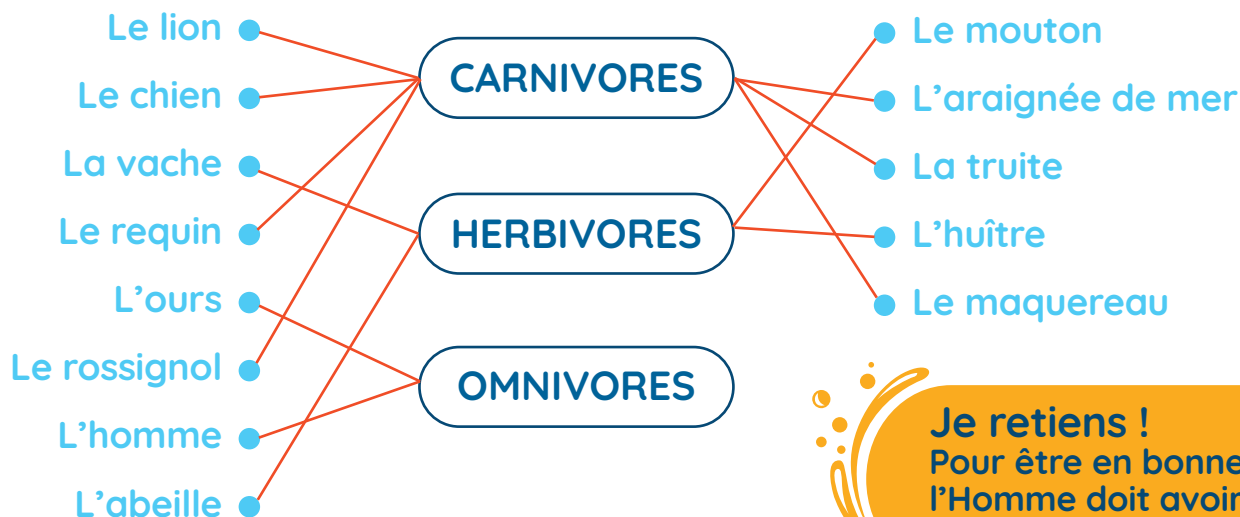 Le lion
Le chien
La vache
Le requin
L’ours
Le rossignol
L’homme
L’abeille
CARNIVORES
HERBIVORES
OMNIVORES
Le mouton
L’araignée de mer
La truite
L’huître
Le maquereau
Je retiens !
Pour être en bonne
l’Homme doit avoir